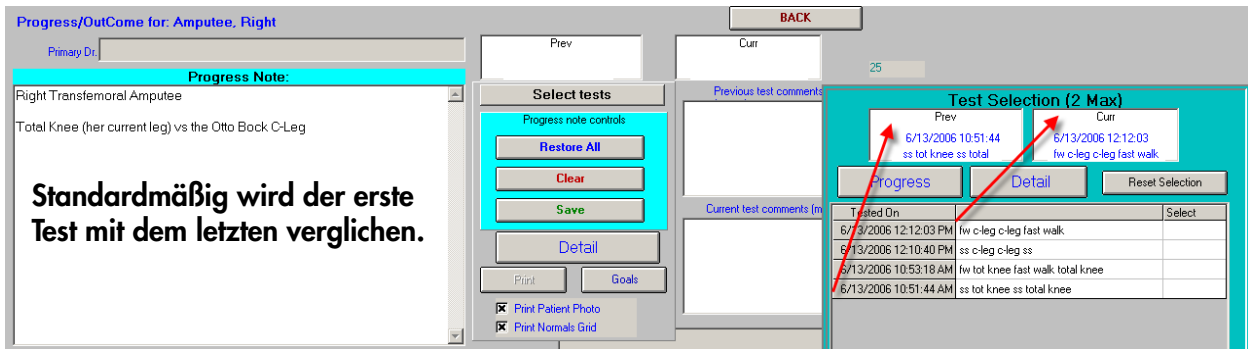 Progress/OutCome for: Amputee, Right
BACK
Primary Dr.
Prev
Curr
25
Progress Note:
Right Transfemoral Amputee
Total Knee (her current leg) vs the Otto Bock C-Leg
Standardmäßig wird der erste
Test mit dem letzten verglichen.
Select tests
Progress note controls
Restore All
Clear
Save
Detail
Print
Goals
Print Patient Photo
Print Normals Grid
Previous test comments
Current test comments (m
Test Selection (2 Max)
Prev
Curr
6/13/2006 10:51:44
6/13/2006 12:12:03
ss tot knee ss total
fw c-leg c-leg fast walk
Progress
Detail
Reset Selection
Tested On
Select
6/13/2006 12:12:03 PM fw c-leg c-leg fast walk
6/13/2006 12:10:40 PM ss c-leg c-leg ss
6/13/2006 10:53:18 AM fw tot knee fast walk total knee
6/13/2006 10:51:44 AM ss tot knee ss total knee